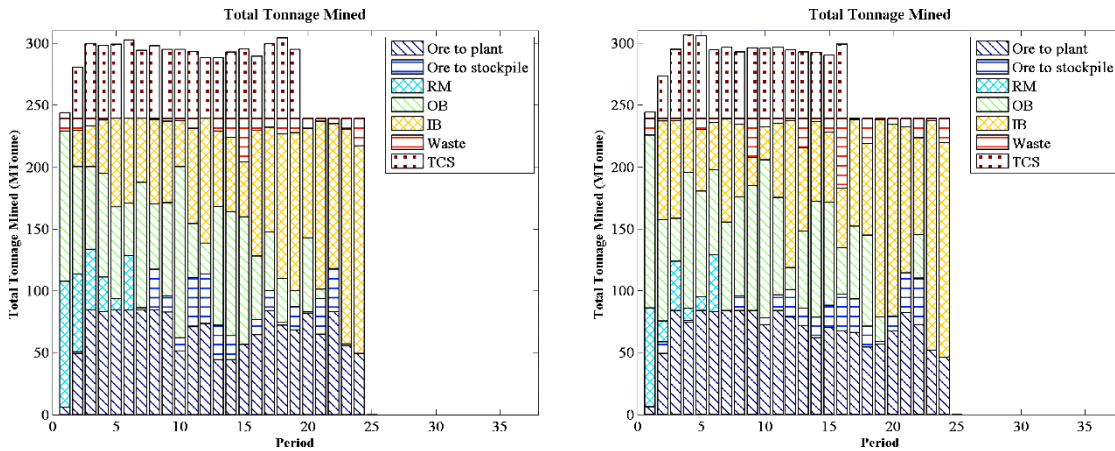 Total Tonnage Mined
Total Tonnage Mined (MTonne)
300
250
200
150
100
50
0
0 5 10 15 20 25 30 35
Period
Ore to plant
Ore to stockpile
RM
OB
IB
Waste
TCS
Total Tonnage Mined
Total Tonnage Mined (MTonne)
300
250
200
150
100
50
0
0 5 10 15 20 25 30 35
Period
Ore to plant
Ore to stockpile
RM
OB
IB
Waste
TCS